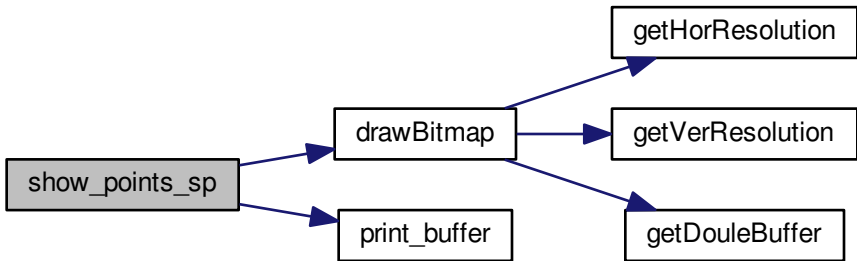 getHorResolution
drawBitmap
getVerResolution
show_points_sp
print_buffer
getDouleBuffer